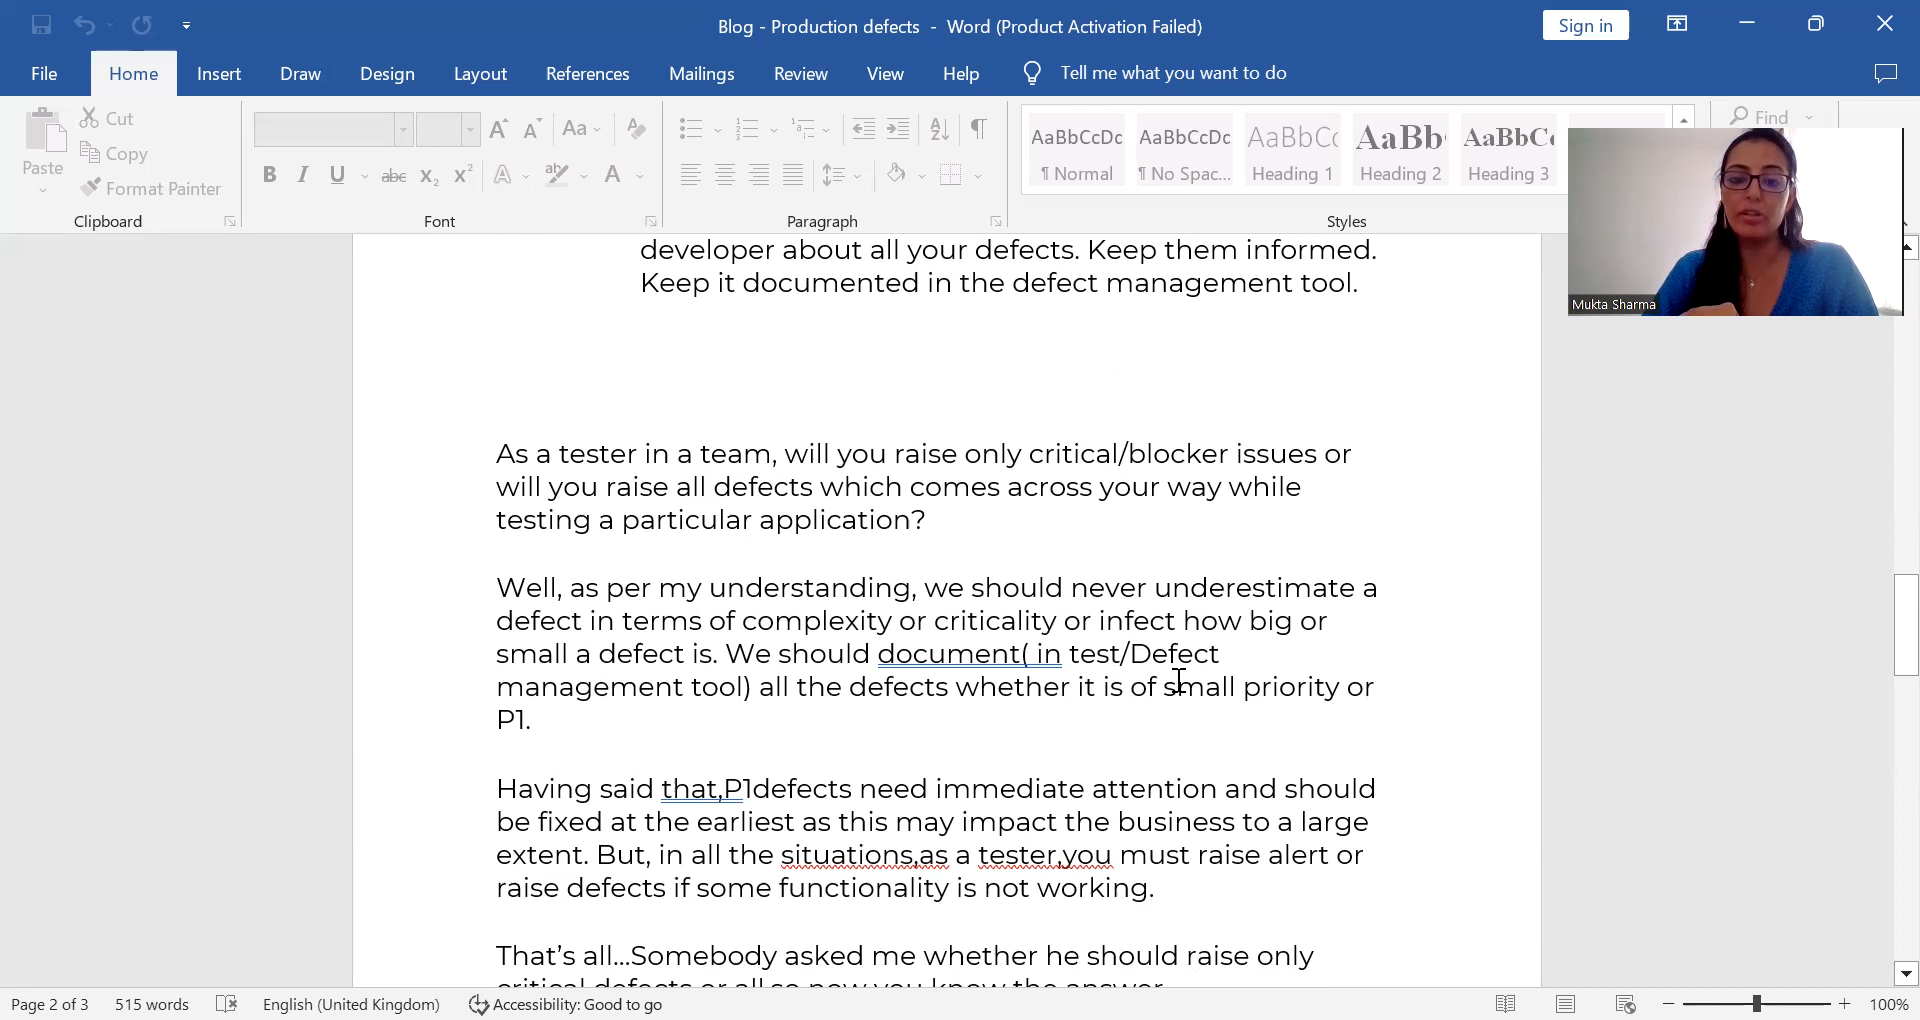 Blog - Production defects - Word (Product Activation Failed)
Sign in
File Home Insert Draw Design Layout References Mailings Review View Help Tell me what you want to do
Cut
Copy
Format Painter
Paste
Clipboard
Font
Paragraph
AaBbCcDc AaBbCcDc AaBbCc AaBb AaBbCc
¶ Normal ¶ No Spac... Heading 1 Heading 2 Heading 3
Styles
Find
Mukta Sharma
developer about all your defects. Keep them informed.
Keep it documented in the defect management tool.
As a tester in a team, will you raise only critical/blocker issues or
will you raise all defects which comes across your way while
testing a particular application?
Well, as per my understanding, we should never underestimate a
defect in terms of complexity or criticality or infect how big or
small a defect is. We should document( in test/Defect
management tool) all the defects whether it is of small priority or
P1.
Having said that,P1defects need immediate attention and should
be fixed at the earliest as this may impact the business to a large
extent. But, in all the situations,as a tester,you must raise alert or
raise defects if some functionality is not working.
That's all...Somebody asked me whether he should raise only
critical defects or all so now you know the answer
Page 2 of 3 515 words English (United Kingdom) Accessibility: Good to go 100%